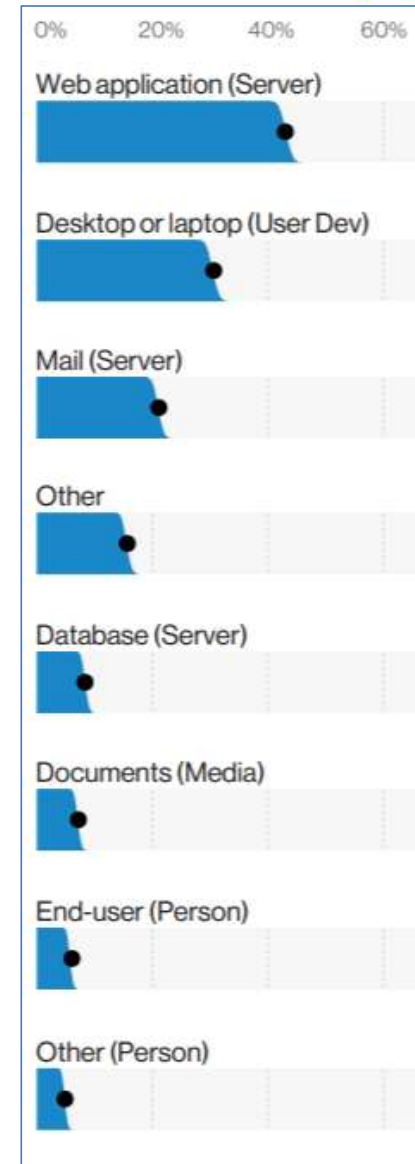 0% 20% 40% 60%
Web application (Server)
Desktop or laptop (User Dev)
Mail (Server)
Other
Database (Server)
Documents (Media)
End-user (Person)
Other (Person)